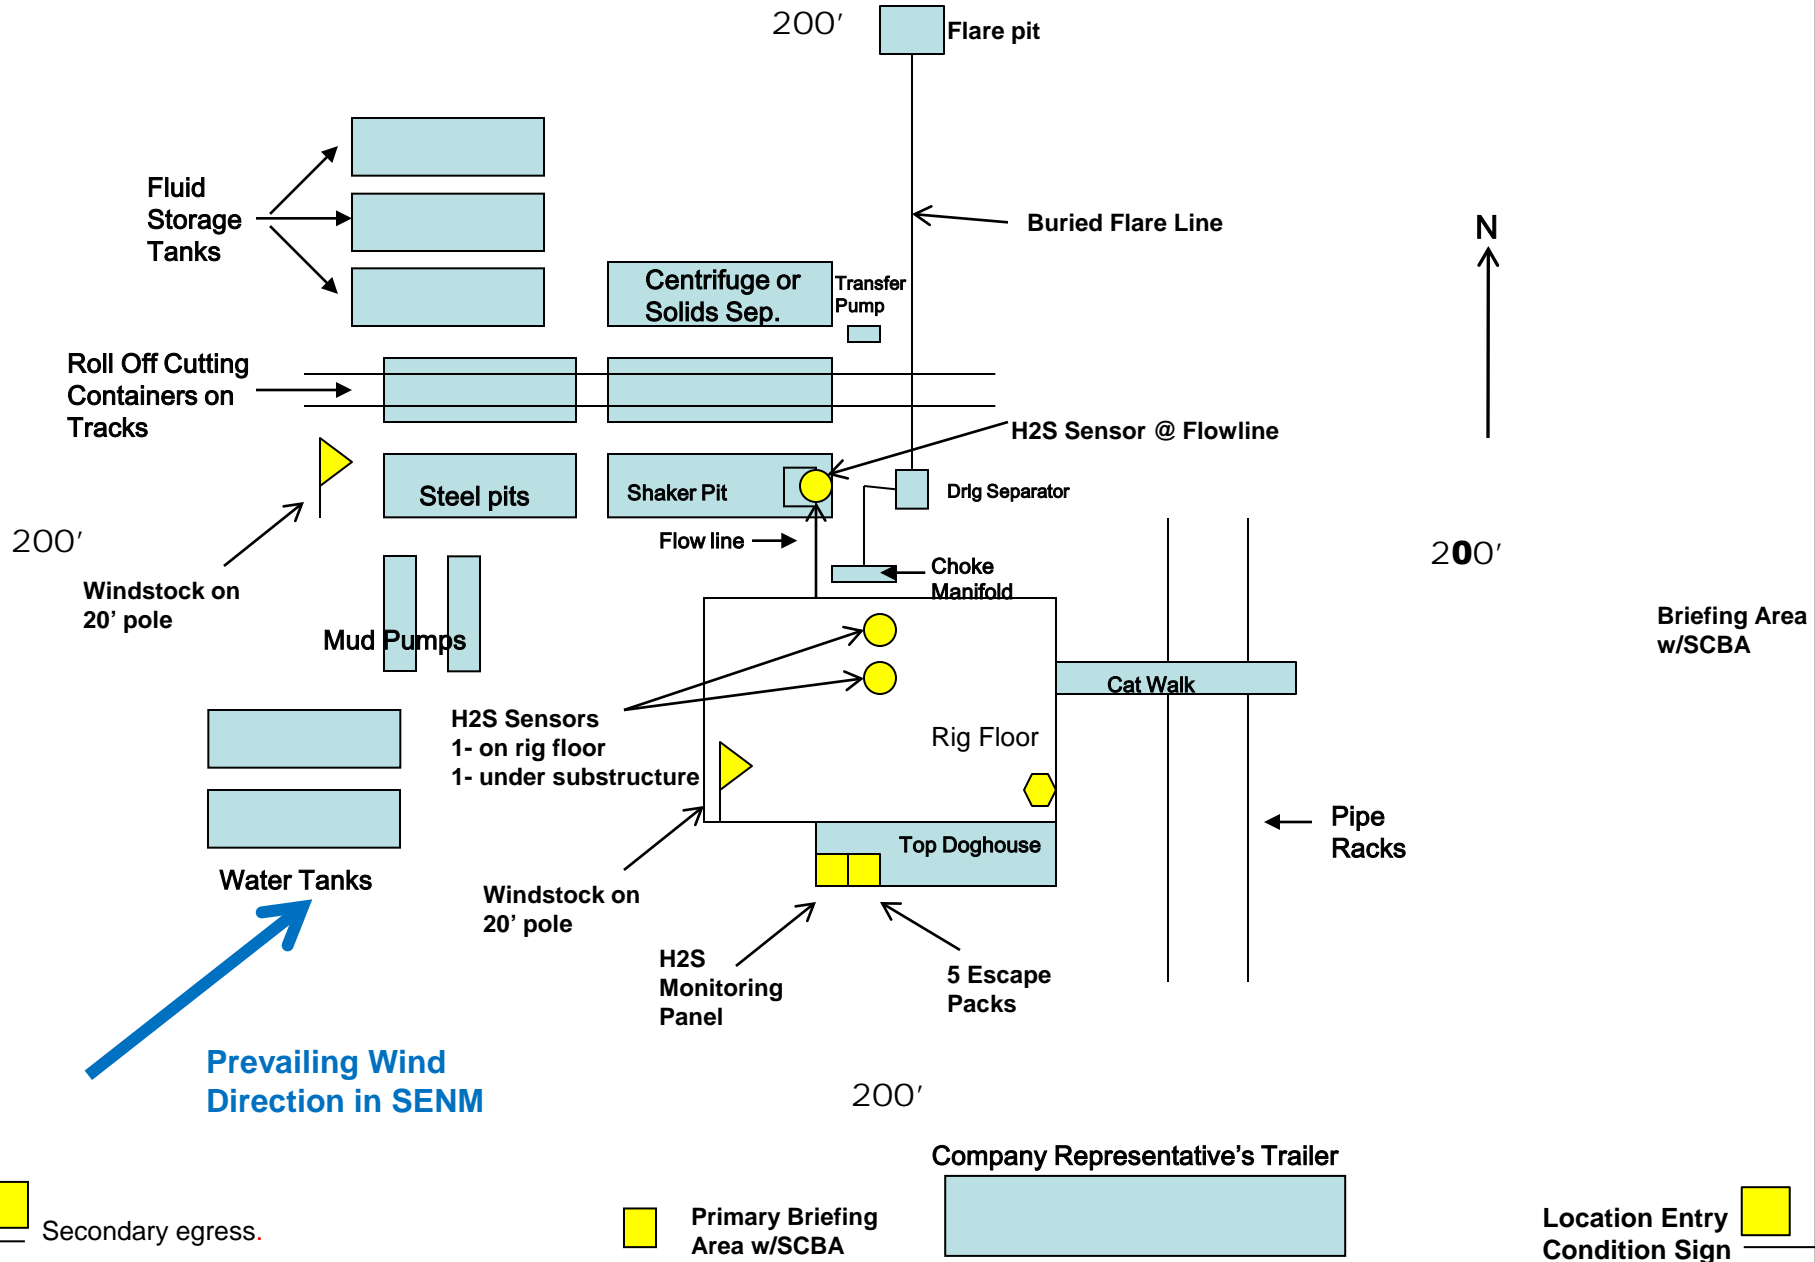 200'
Flare pit
Fluid
Storage
Tanks
Buried Flare Line
N
Centrifuge or
Solids Sep.
Transfer
Pump
Roll Off Cutting
Containers on
Tracks
H2S Sensor @ Flowline
Steel pits
Shaker Pit
Drlg Separator
200'
Flow line
200'
Windstock on
20' pole
Choke
Manifold
Briefing Area
w/SCBA
Mud Pumps
Cat Walk
H2S Sensors
1- on rig floor
1- under substructure
Rig Floor
Pipe
Racks
Top Doghouse
Water Tanks
Windstock on
20' pole
H2S
Monitoring
Panel
5 Escape
Packs
Prevailing Wind
Direction in SENM
200'
Company Representative's Trailer
Secondary egress.
Primary Briefing
Area w/SCBA
Location Entry
Condition Sign